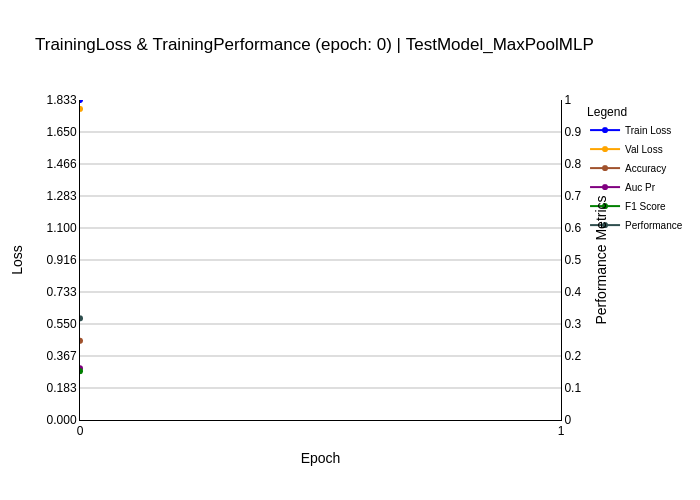 TrainingLoss & TrainingPerformance (epoch: 0) | TestModel_MaxPoolMLP
1.833
1.650
1.466
1.283
1.100
0.916
0.733
0.550
0.367
0.183
0.000
Loss
0
1
Epoch
1
0.9
0.8
0.7
0.6
0.5
0.4
0.3
0.2
0.1
0
Performance Metrics
Legend
Train Loss
Val Loss
Accuracy
Auc Pr
F1 Score
Performance